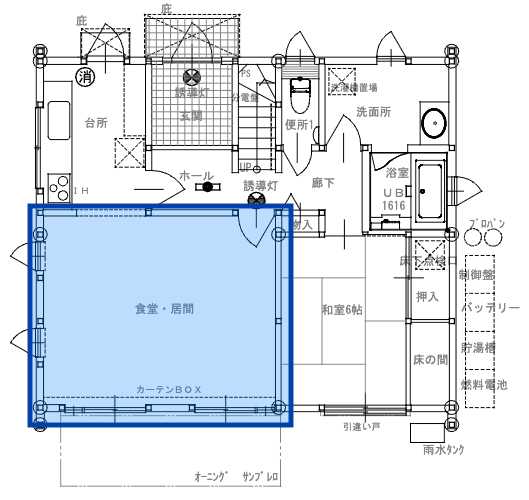 庇
庇
消
PS
誘導灯
分電盤
洗濯機置場
台所
玄関
便所1
洗面所
UP
ホール
誘導灯
廊下
浴室
ＵＢ
1616
ＩＨ
物入
ﾌﾟﾛﾊﾟﾝ
床下点検口
制御盤
食堂・居間
和室6帖
押入
バッテリー
貯湯槽
床の間
燃料電池
カーテンＢＯＸ
引違い戸
雨水ﾀﾝｸ
ｵｰﾆﾝｸﾞ ｻﾝﾌﾞﾚﾛ